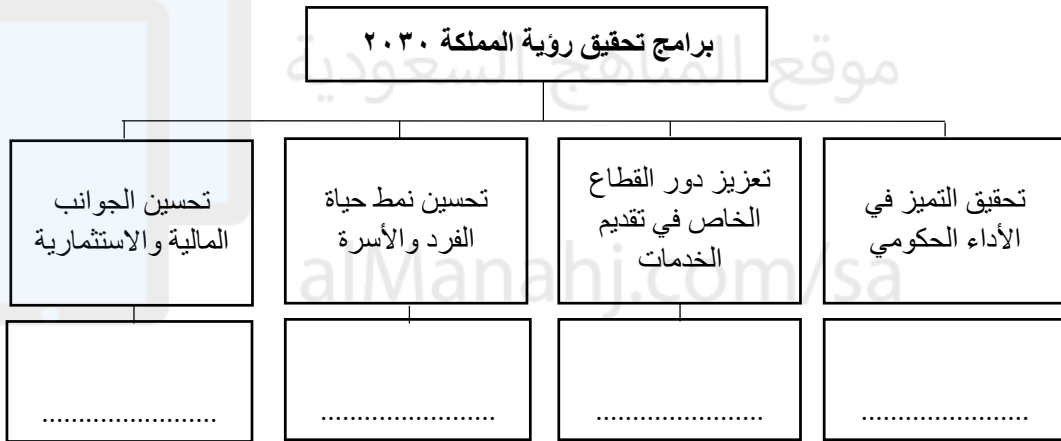 برامج تحقيق رؤية المملكة ٢٠٣٠
موقع المناهج السعودية
تحقيق التميز في
الأداء الحكومي
تعزيز دور القطاع
الخاص في تقديم
الخدمات
تحسين نمط حياة
الفرد والأسرة
تحسين الجوانب
المالية والاستثمارية
alManahj.com/sa
........................
........................
........................
........................